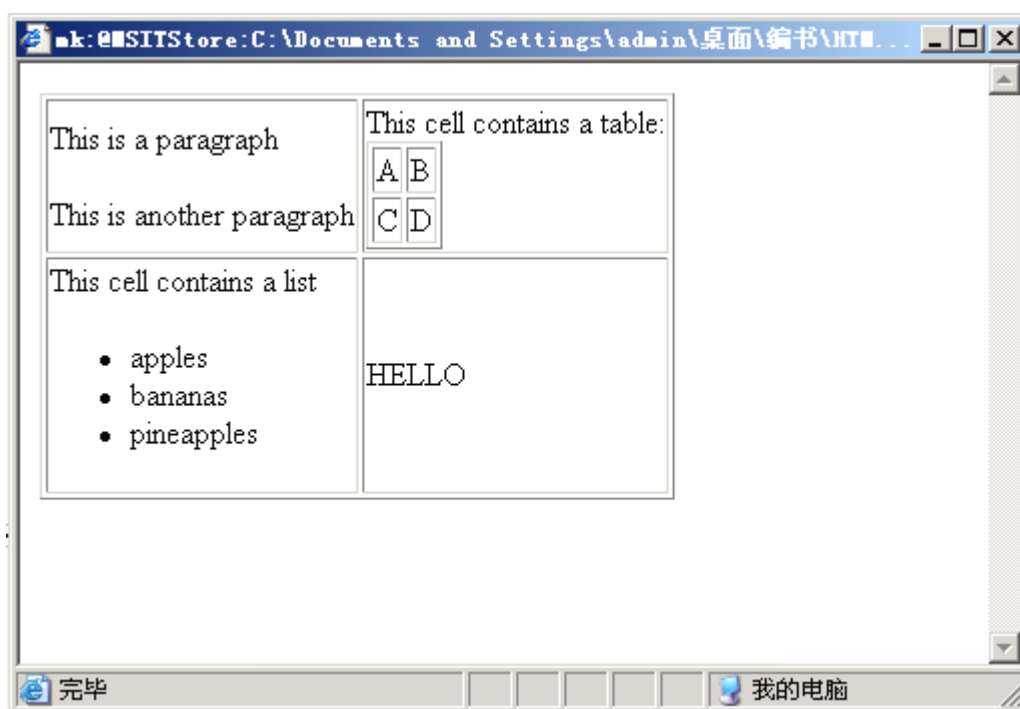 mk:@MSITStore:C:\Documents and Settings\admin\桌面\编书\HTM...
This is a paragraph
This is another paragraph
This cell contains a table:
A B
C D
This cell contains a list
• apples
• bananas
• pineapples
HELLO
完毕
我的电脑